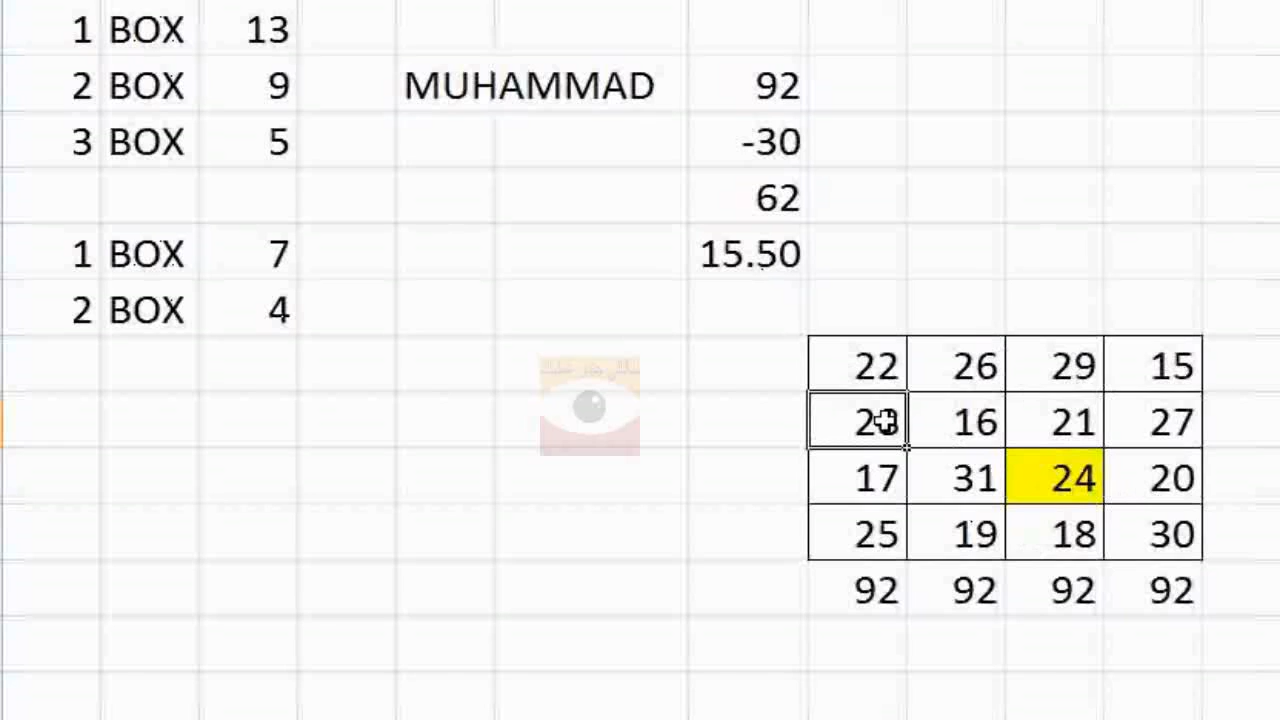 1 BOX 13
2 BOX 9 MUHAMMAD 92
3 BOX 5 -30
62
1 BOX 7 15.50
2 BOX 4
22 26 29 15
28 16 21 27
17 31 24 20
25 19 18 30
92 92 92 92